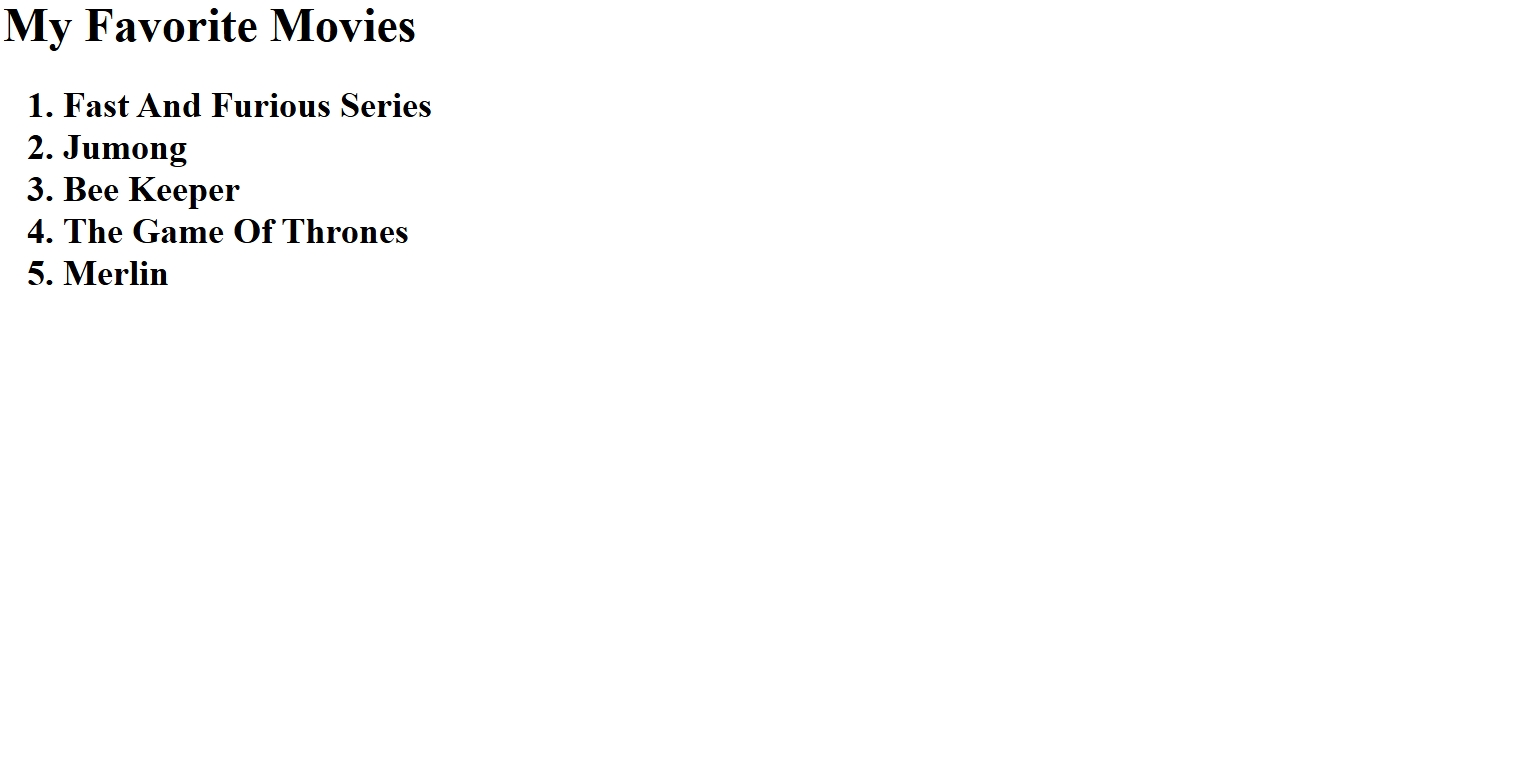 My Favorite Movies
1. Fast And Furious Series
2. Jumong
3. Bee Keeper
4. The Game Of Thrones
5. Merlin